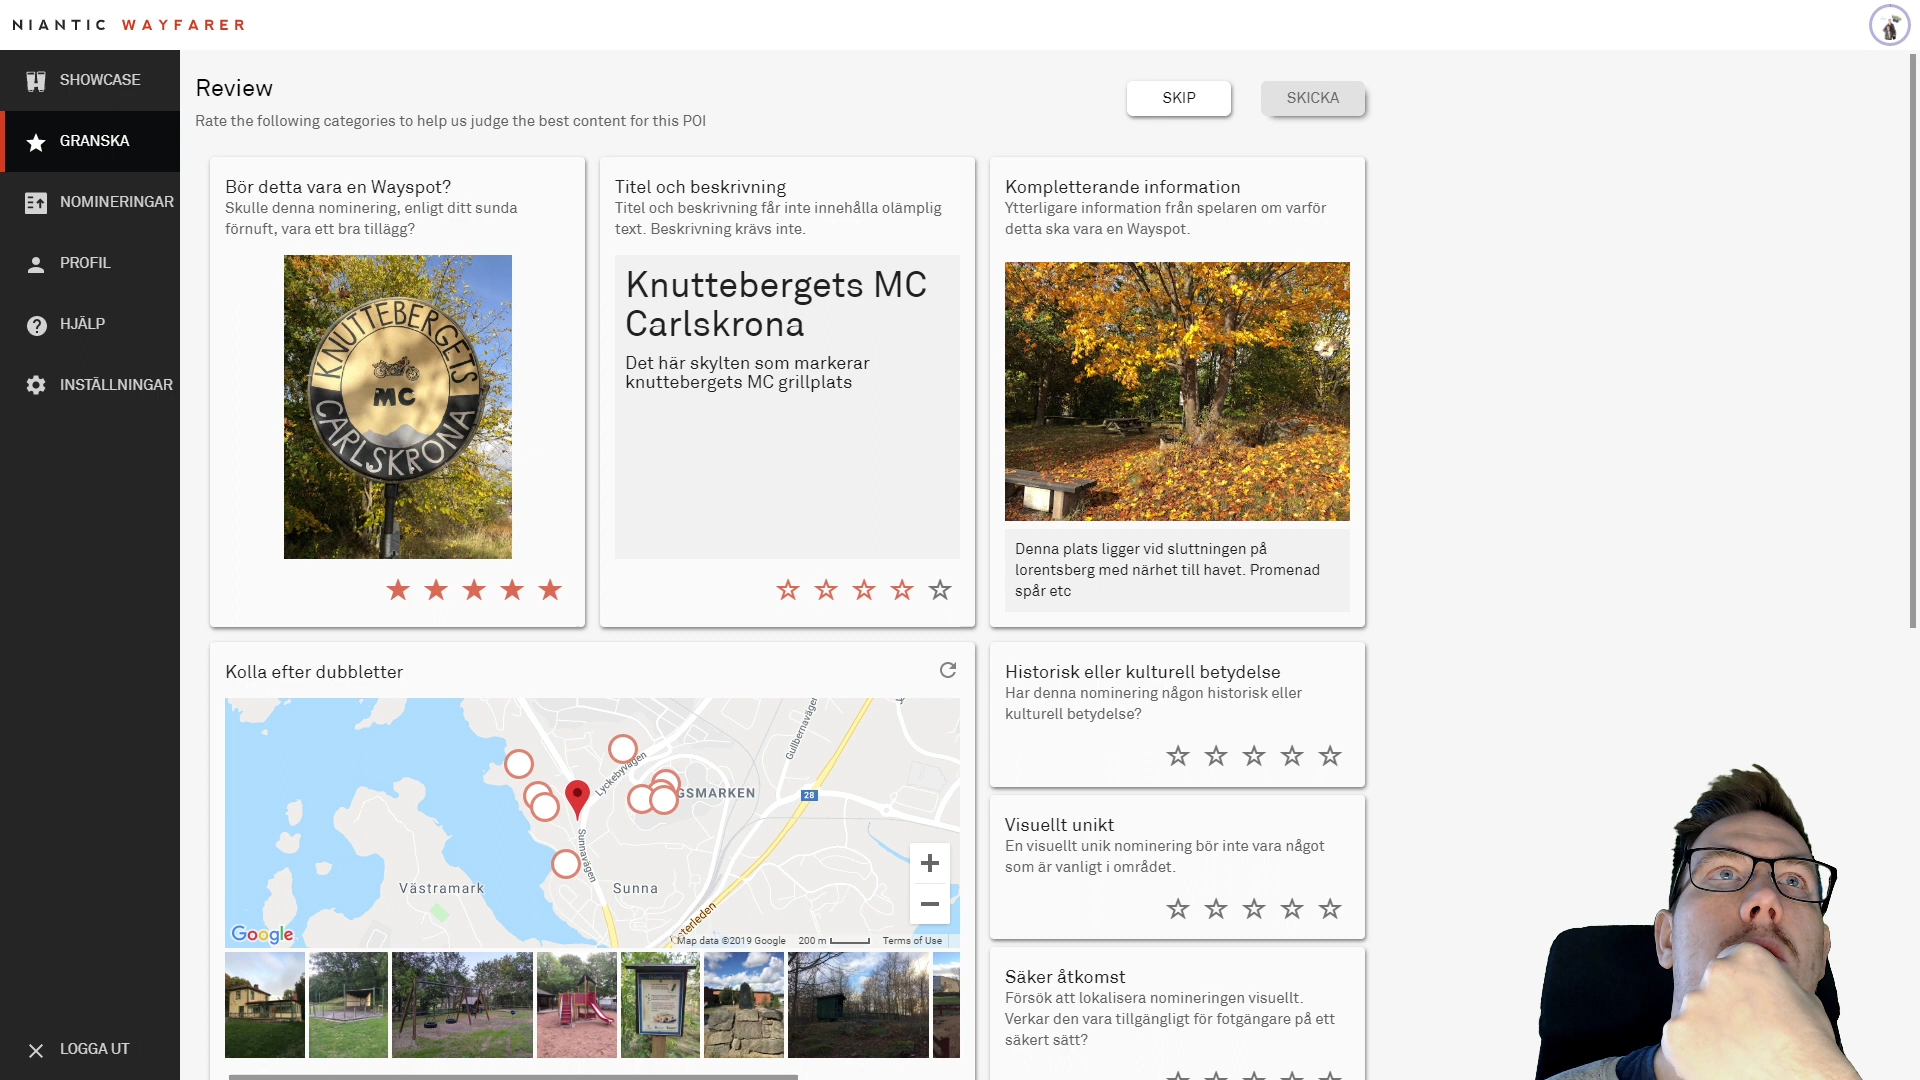 NIANTIC WAYFARER
SHOWCASE
GRANSKA
NOMINERINGAR
PROFIL
HJÄLP
INSTÄLLNINGAR
LOGGA UT
Review
Rate the following categories to help us judge the best content for this POI
SKIP
SKICKA
Bör detta vara en Wayspot?
Skulle denna nominering, enligt ditt sunda
förnuft, vara ett bra tillägg?
KNUTTEBERGETS
MC
CARLSKRONA
Titel och beskrivning
Titel och beskrivning får inte innehålla olämplig
text. Beskrivning krävs inte.
Knuttebergets MC
Carlskrona
Det här skylten som markerar
knuttebergets MC grillplats
Kompletterande information
Ytterligare information från spelaren om varför
detta ska vara en Wayspot.
Denna plats ligger vid sluttningen på
lorentsberg med närhet till havet. Promenad
spår etc
Kolla efter dubbletter
Gullbernavägen
Lyckebyvägen
GSMARKEN
28
Sunnavägen
Västramark
Sunna
sterleden
Google
Map data ©2019 Google
200 m
Terms of Use
Historisk eller kulturell betydelse
Har denna nominering någon historisk eller
kulturell betydelse?
Visuellt unikt
En visuellt unik nominering bör inte vara något
som är vanligt i området.
Säker åtkomst
Försök att lokalisera nomineringen visuellt.
Verkar den vara tillgängligt för fotgängare på ett
säkert sätt?